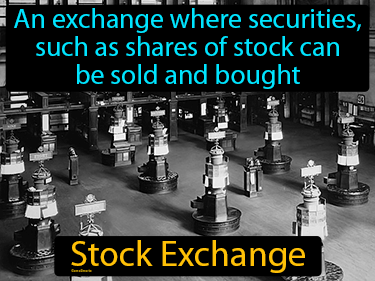 An exchange where securities,
such as shares of stock can
be sold and bought
Stock Exchange